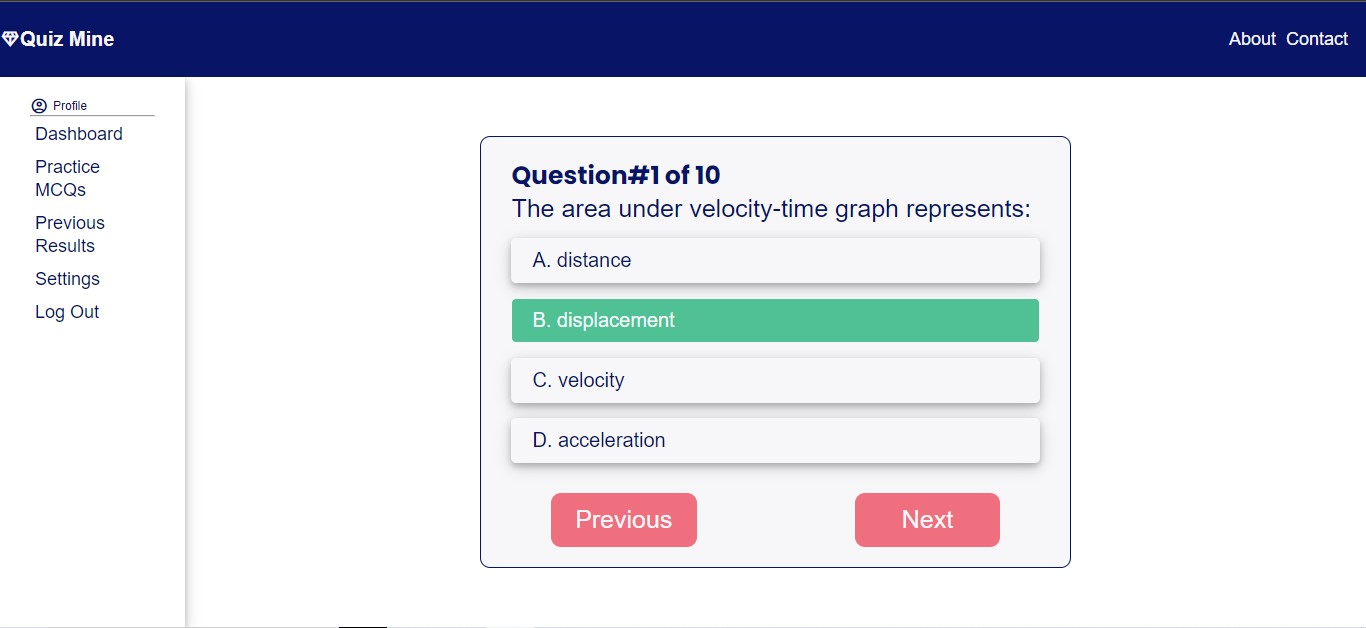 Quiz Mine
About Contact
Profile
Dashboard
Practice
MCQs
Previous
Results
Settings
Log Out
Question#1 of 10
The area under velocity-time graph represents:
A. distance
B. displacement
C. velocity
D. acceleration
Previous
Next